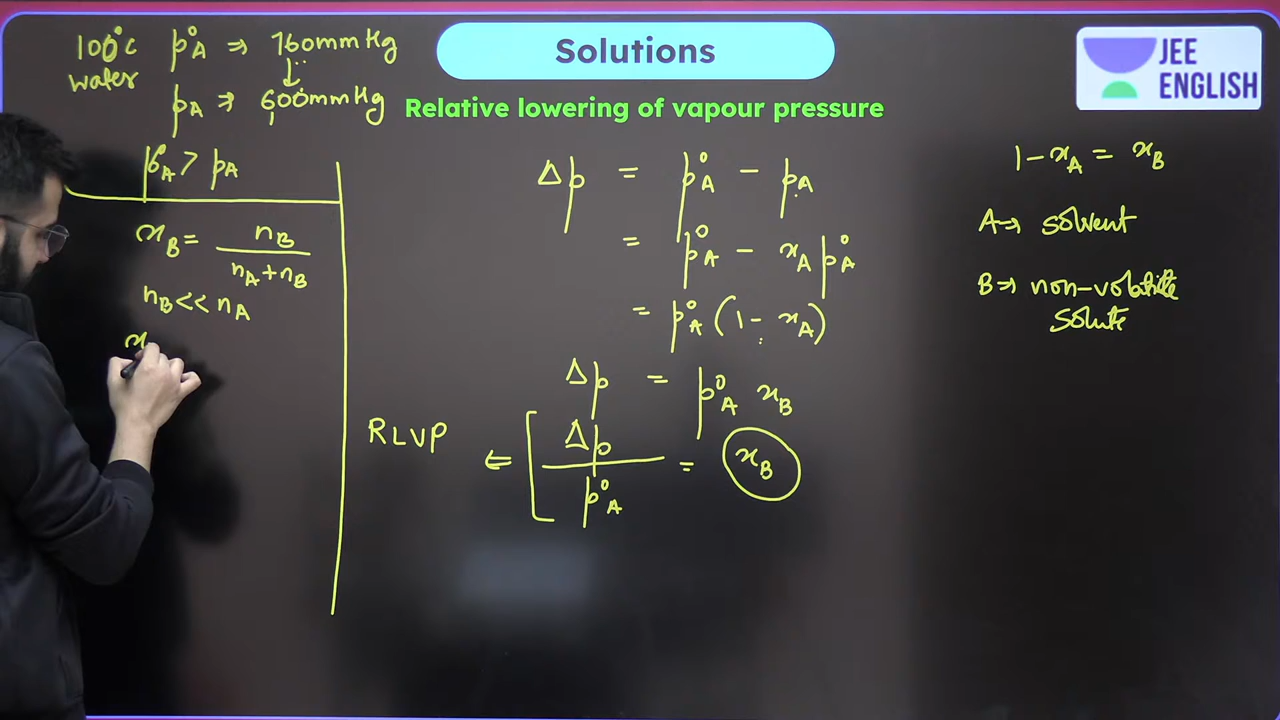 Solutions
JEE
ENGLISH
Relative lowering of vapour pressure
100°c p°A ⇒ 760mmHg
water ↓
pA ⇒ 600mmHg
p°A > pA
xB = nB / (nA + nB)
nB << nA
x
Δp = p°A − pA
= p°A − xA p°A
= p°A (1 − xA)
Δp = p°A xB
RLVP ⇐ [ Δp / p°A = xB
1 − xA = xB
A → solvent
B ⇒ non-volatile
solute